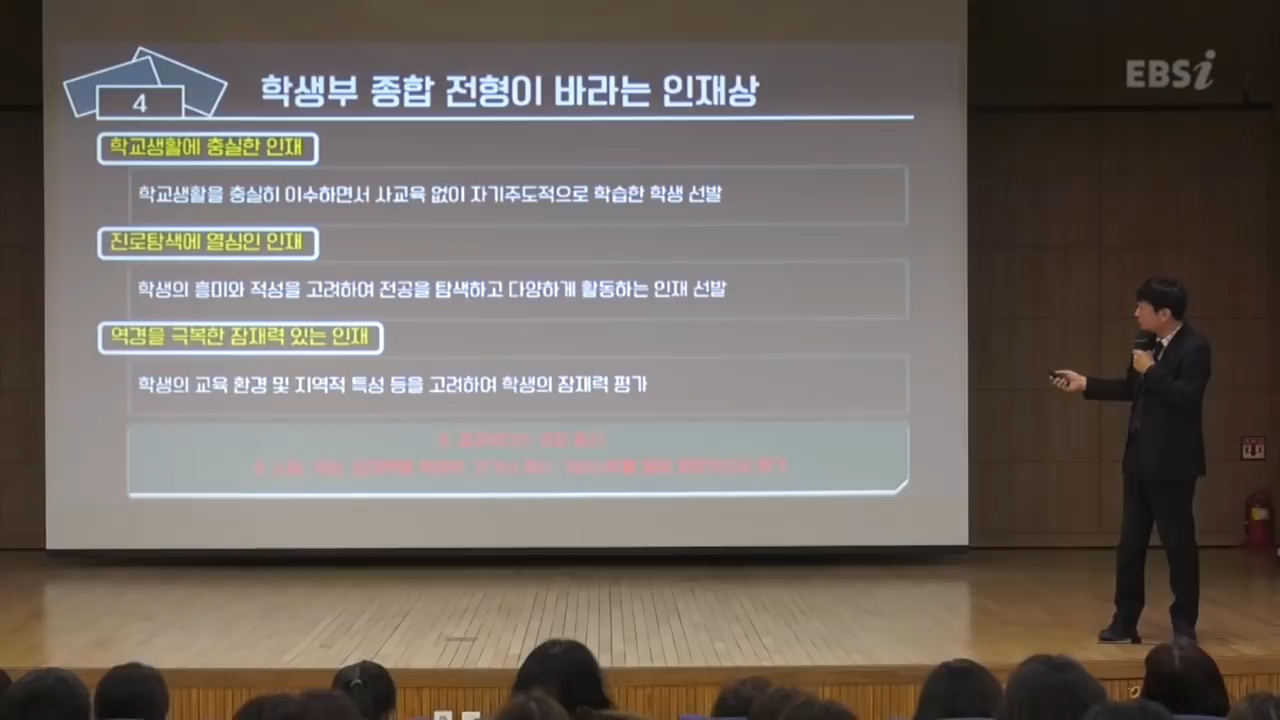 EBSi
4
학생부 종합 전형이 바라는 인재상
학교생활에 충실한 인재
학교생활을 충실히 이수하면서 사교육 없이 자기주도적으로 학습한 학생 선발
진로탐색에 열심인 인재
학생의 흥미와 적성을 고려하여 전공을 탐색하고 다양하게 활동하는 인재 선발
역경을 극복한 잠재력 있는 인재
학생의 교육 환경 및 지역적 특성 등을 고려하여 학생의 잠재력 평가